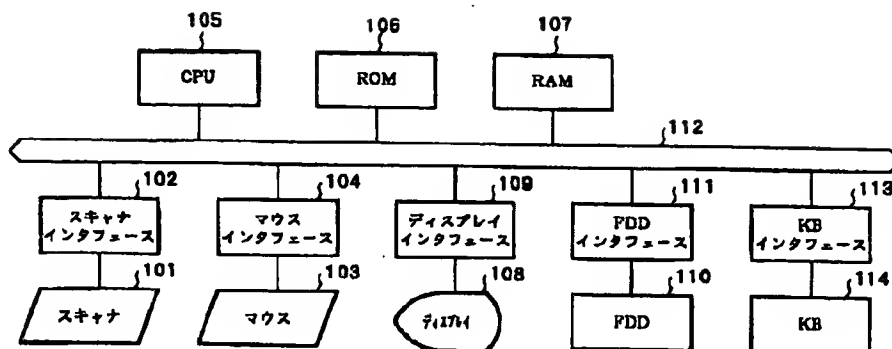 105
106
107
CPU
ROM
RAM
112
102
104
109
111
113
スキャナ
インタフェース
マウス
インタフェース
ディスプレイ
インタフェース
FDD
インタフェース
KB
インタフェース
101
103
108
110
114
スキャナ
マウス
ディスプレイ
FDD
KB